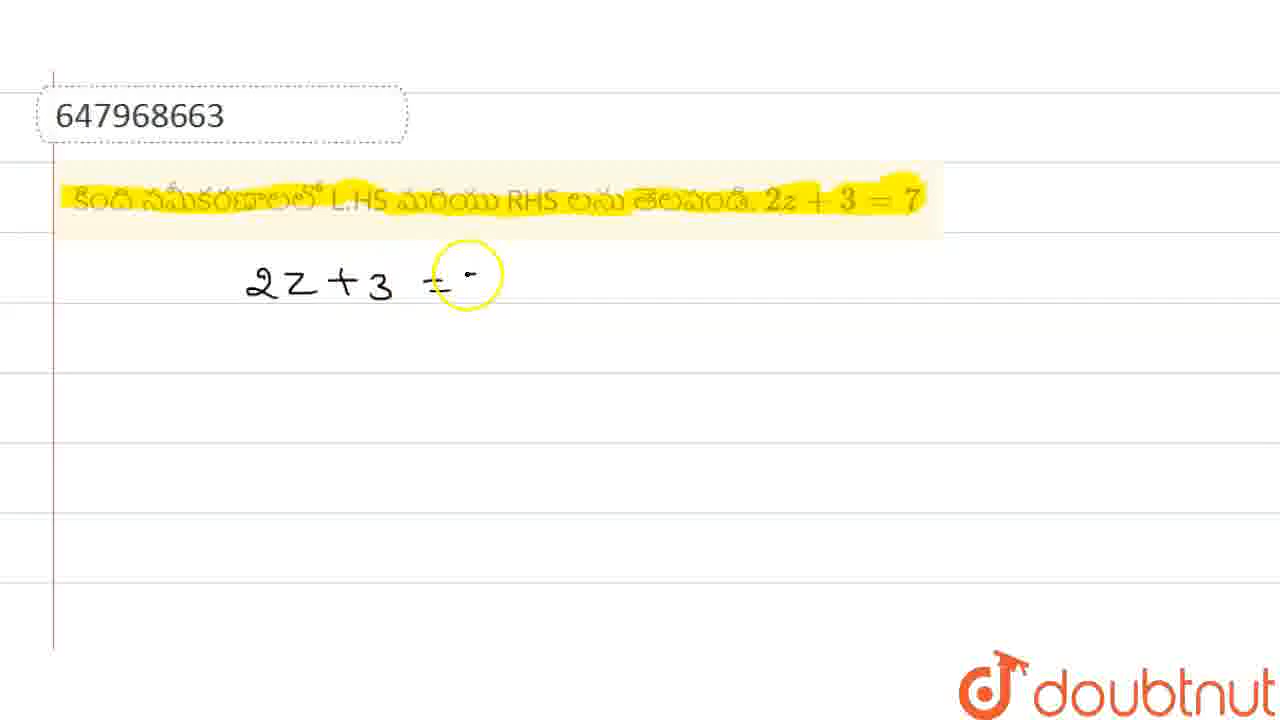 647968663
కింది సమీకరణాలలో L.HS మరియు RHS లను తెలపండి. 2z + 3 = 7
2z + 3 =
doubtnut